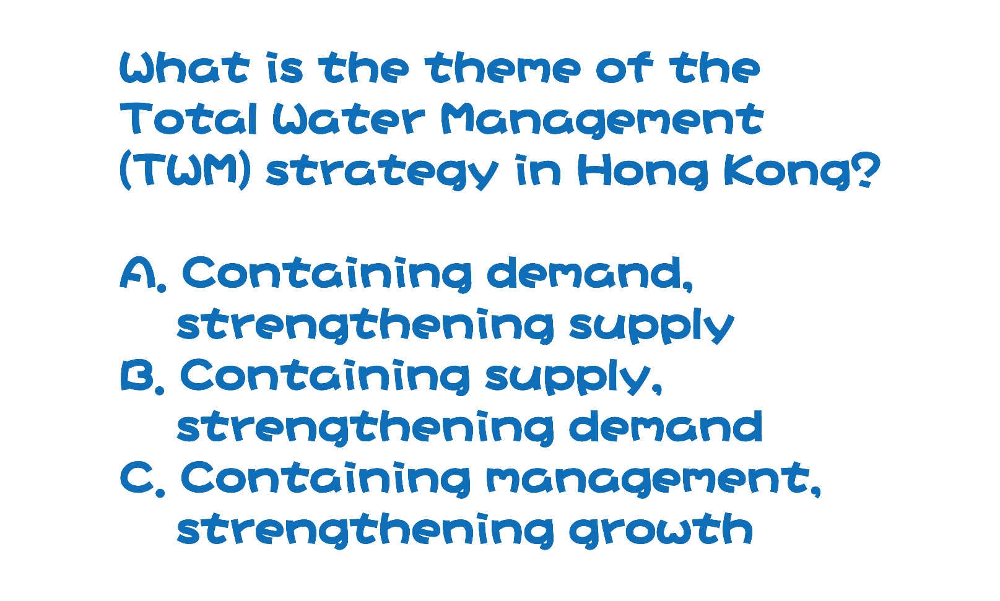 What is the theme of the
Total Water Management
(TWM) strategy in Hong Kong?
A. Containing demand,
strengthening supply
B. Containing supply,
strengthening demand
C. Containing management,
strengthening growth